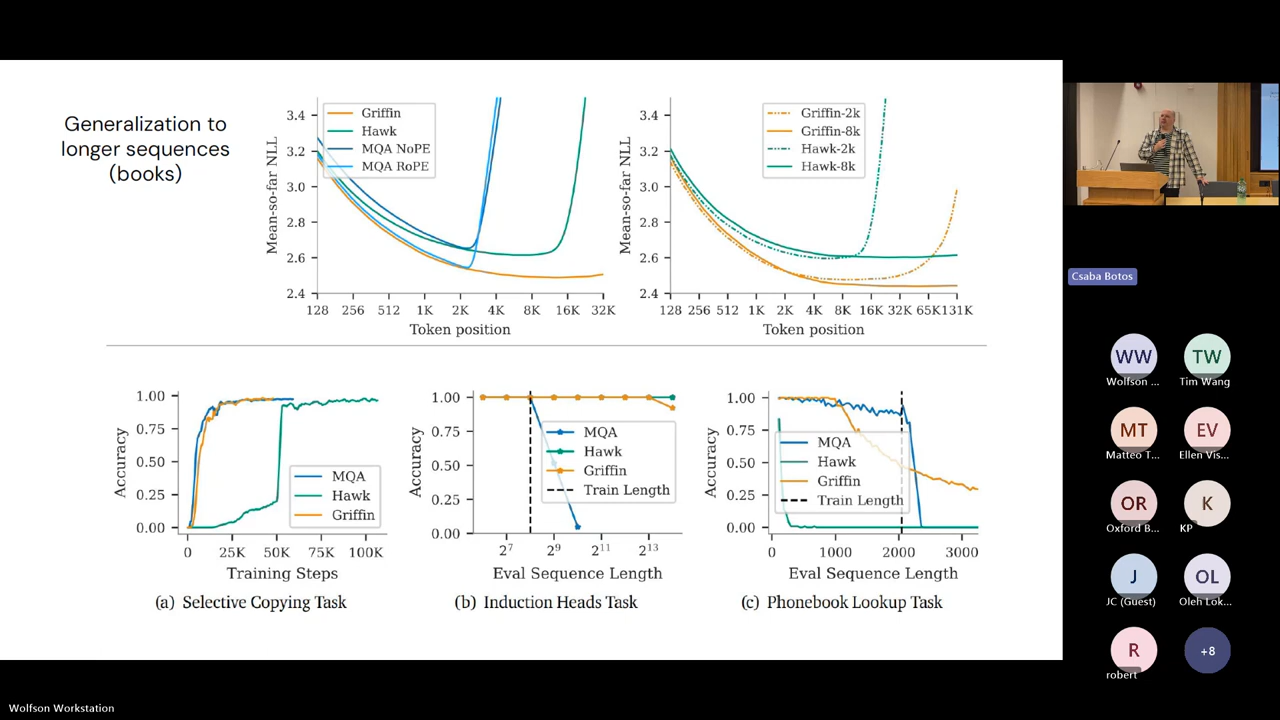 Generalization to
longer sequences
(books)
Mean-so-far NLL
3.4
3.2
3.0
2.8
2.6
2.4
Griffin
Hawk
MQA NoPE
MQA RoPE
128 256 512 1K 2K 4K 8K 16K 32K
Token position
Mean-so-far NLL
3.4
3.2
3.0
2.8
2.6
2.4
Griffin-2k
Griffin-8k
Hawk-2k
Hawk-8k
128 256 512 1K 2K 4K 8K 16K 32K 65K 131K
Token position
Accuracy
1.00
0.75
0.50
0.25
0.00
MQA
Hawk
Griffin
0 25K 50K 75K 100K
Training Steps
(a) Selective Copying Task
Accuracy
1.00
0.75
0.50
0.25
0.00
MQA
Hawk
Griffin
Train Length
2⁷ 2⁹ 2¹¹ 2¹³
Eval Sequence Length
(b) Induction Heads Task
Accuracy
1.00
0.75
0.50
0.25
0.00
MQA
Hawk
Griffin
Train Length
0 1000 2000 3000
Eval Sequence Length
(c) Phonebook Lookup Task
Csaba Botos
WW TW
Wolfson ... Tim Wang
MT EV
Matteo T... Ellen Vis...
OR K
Oxford B... KP
J OL
JC (Guest) Oleh Lok...
R +8
robert
Wolfson Workstation